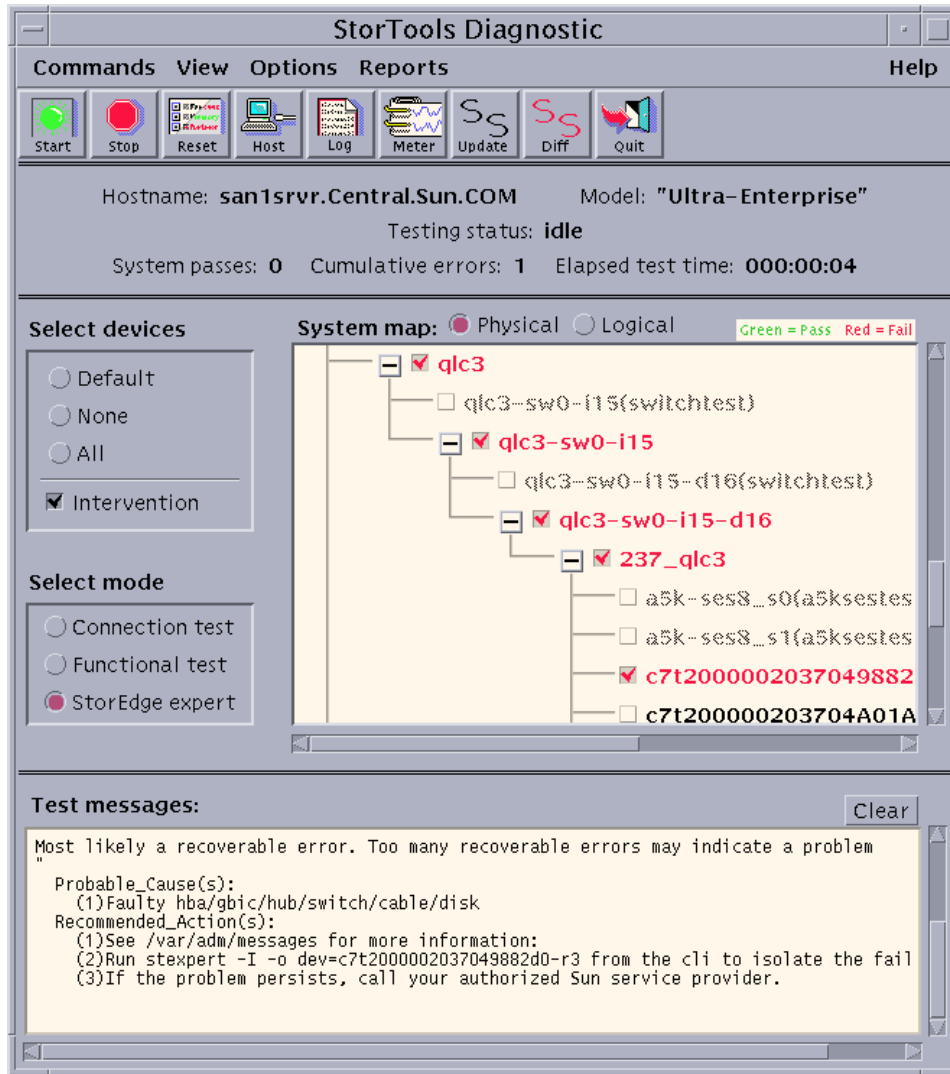 StorTools Diagnostic
Commands View Options Reports Help
Start Stop Reset Host Log Meter Update Diff Quit
Hostname: san1srvr.Central.Sun.COM Model: "Ultra-Enterprise"
Testing status: idle
System passes: 0 Cumulative errors: 1 Elapsed test time: 000:00:04
Select devices
Default
None
All
Intervention
Select mode
Connection test
Functional test
StorEdge expert
System map: Physical Logical Green = Pass Red = Fail
qlc3
qlc3-sw0-i15(switchtest)
qlc3-sw0-i15
qlc3-sw0-i15-d16(switchtest)
qlc3-sw0-i15-d16
237_qlc3
a5k-ses8_s0(a5ksestes
a5k-ses8_s1(a5ksestes
c7t2000002037049882
c7t200000203704A01A
Test messages: Clear
Most likely a recoverable error. Too many recoverable errors may indicate a problem
"
Probable_Cause(s):
(1)Faulty hba/gbic/hub/switch/cable/disk
Recommended_Action(s):
(1)See /var/adm/messages for more information:
(2)Run stexpert -I -o dev=c7t2000002037049882d0-r3 from the cli to isolate the fail
(3)If the problem persists, call your authorized Sun service provider.